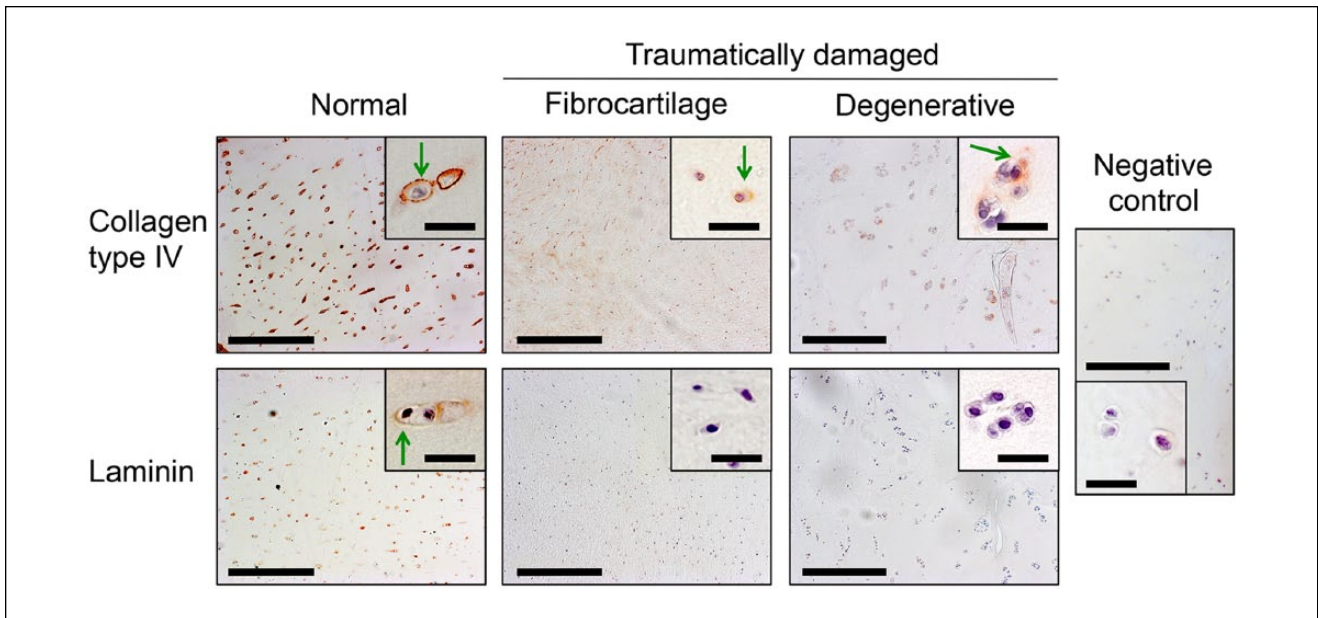 Traumatically damaged
Normal
Fibrocartilage
Degenerative
Collagen
type IV
Negative
control
Laminin